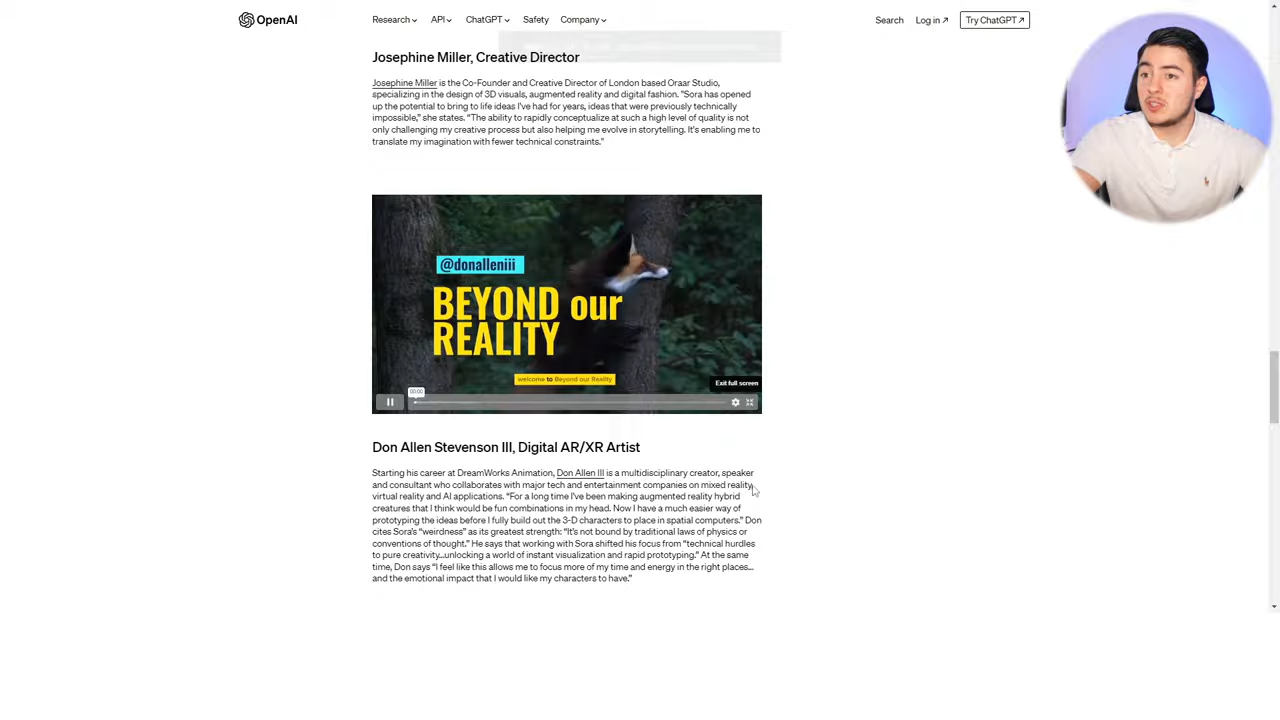 OpenAI
Research API ChatGPT Safety Company
Search Log in ↗ Try ChatGPT ↗
Josephine Miller, Creative Director
Josephine Miller is the Co-Founder and Creative Director of London based Oraar Studio,
specializing in the design of 3D visuals, augmented reality and digital fashion. "Sora has opened
up the potential to bring to life ideas I've had for years, ideas that were previously technically
impossible," she states. "The ability to rapidly conceptualize at such a high level of quality is not
only challenging my creative process but also helping me evolve in storytelling. It's enabling me to
translate my imagination with fewer technical constraints."
@donalleniii
BEYOND our
REALITY
welcome to Beyond our Reality
Exit full screen
00:00
Don Allen Stevenson III, Digital AR/XR Artist
Starting his career at DreamWorks Animation, Don Allen III is a multidisciplinary creator, speaker
and consultant who collaborates with major tech and entertainment companies on mixed reality,
virtual reality and AI applications. "For a long time I've been making augmented reality hybrid
creatures that I think would be fun combinations in my head. Now I have a much easier way of
prototyping the ideas before I fully build out the 3-D characters to place in spatial computers." Don
cites Sora's "weirdness" as its greatest strength: "It's not bound by traditional laws of physics or
conventions of thought." He says that working with Sora shifted his focus from "technical hurdles
to pure creativity…unlocking a world of instant visualization and rapid prototyping." At the same
time, Don says "I feel like this allows me to focus more of my time and energy in the right places…
and the emotional impact that I would like my characters to have."